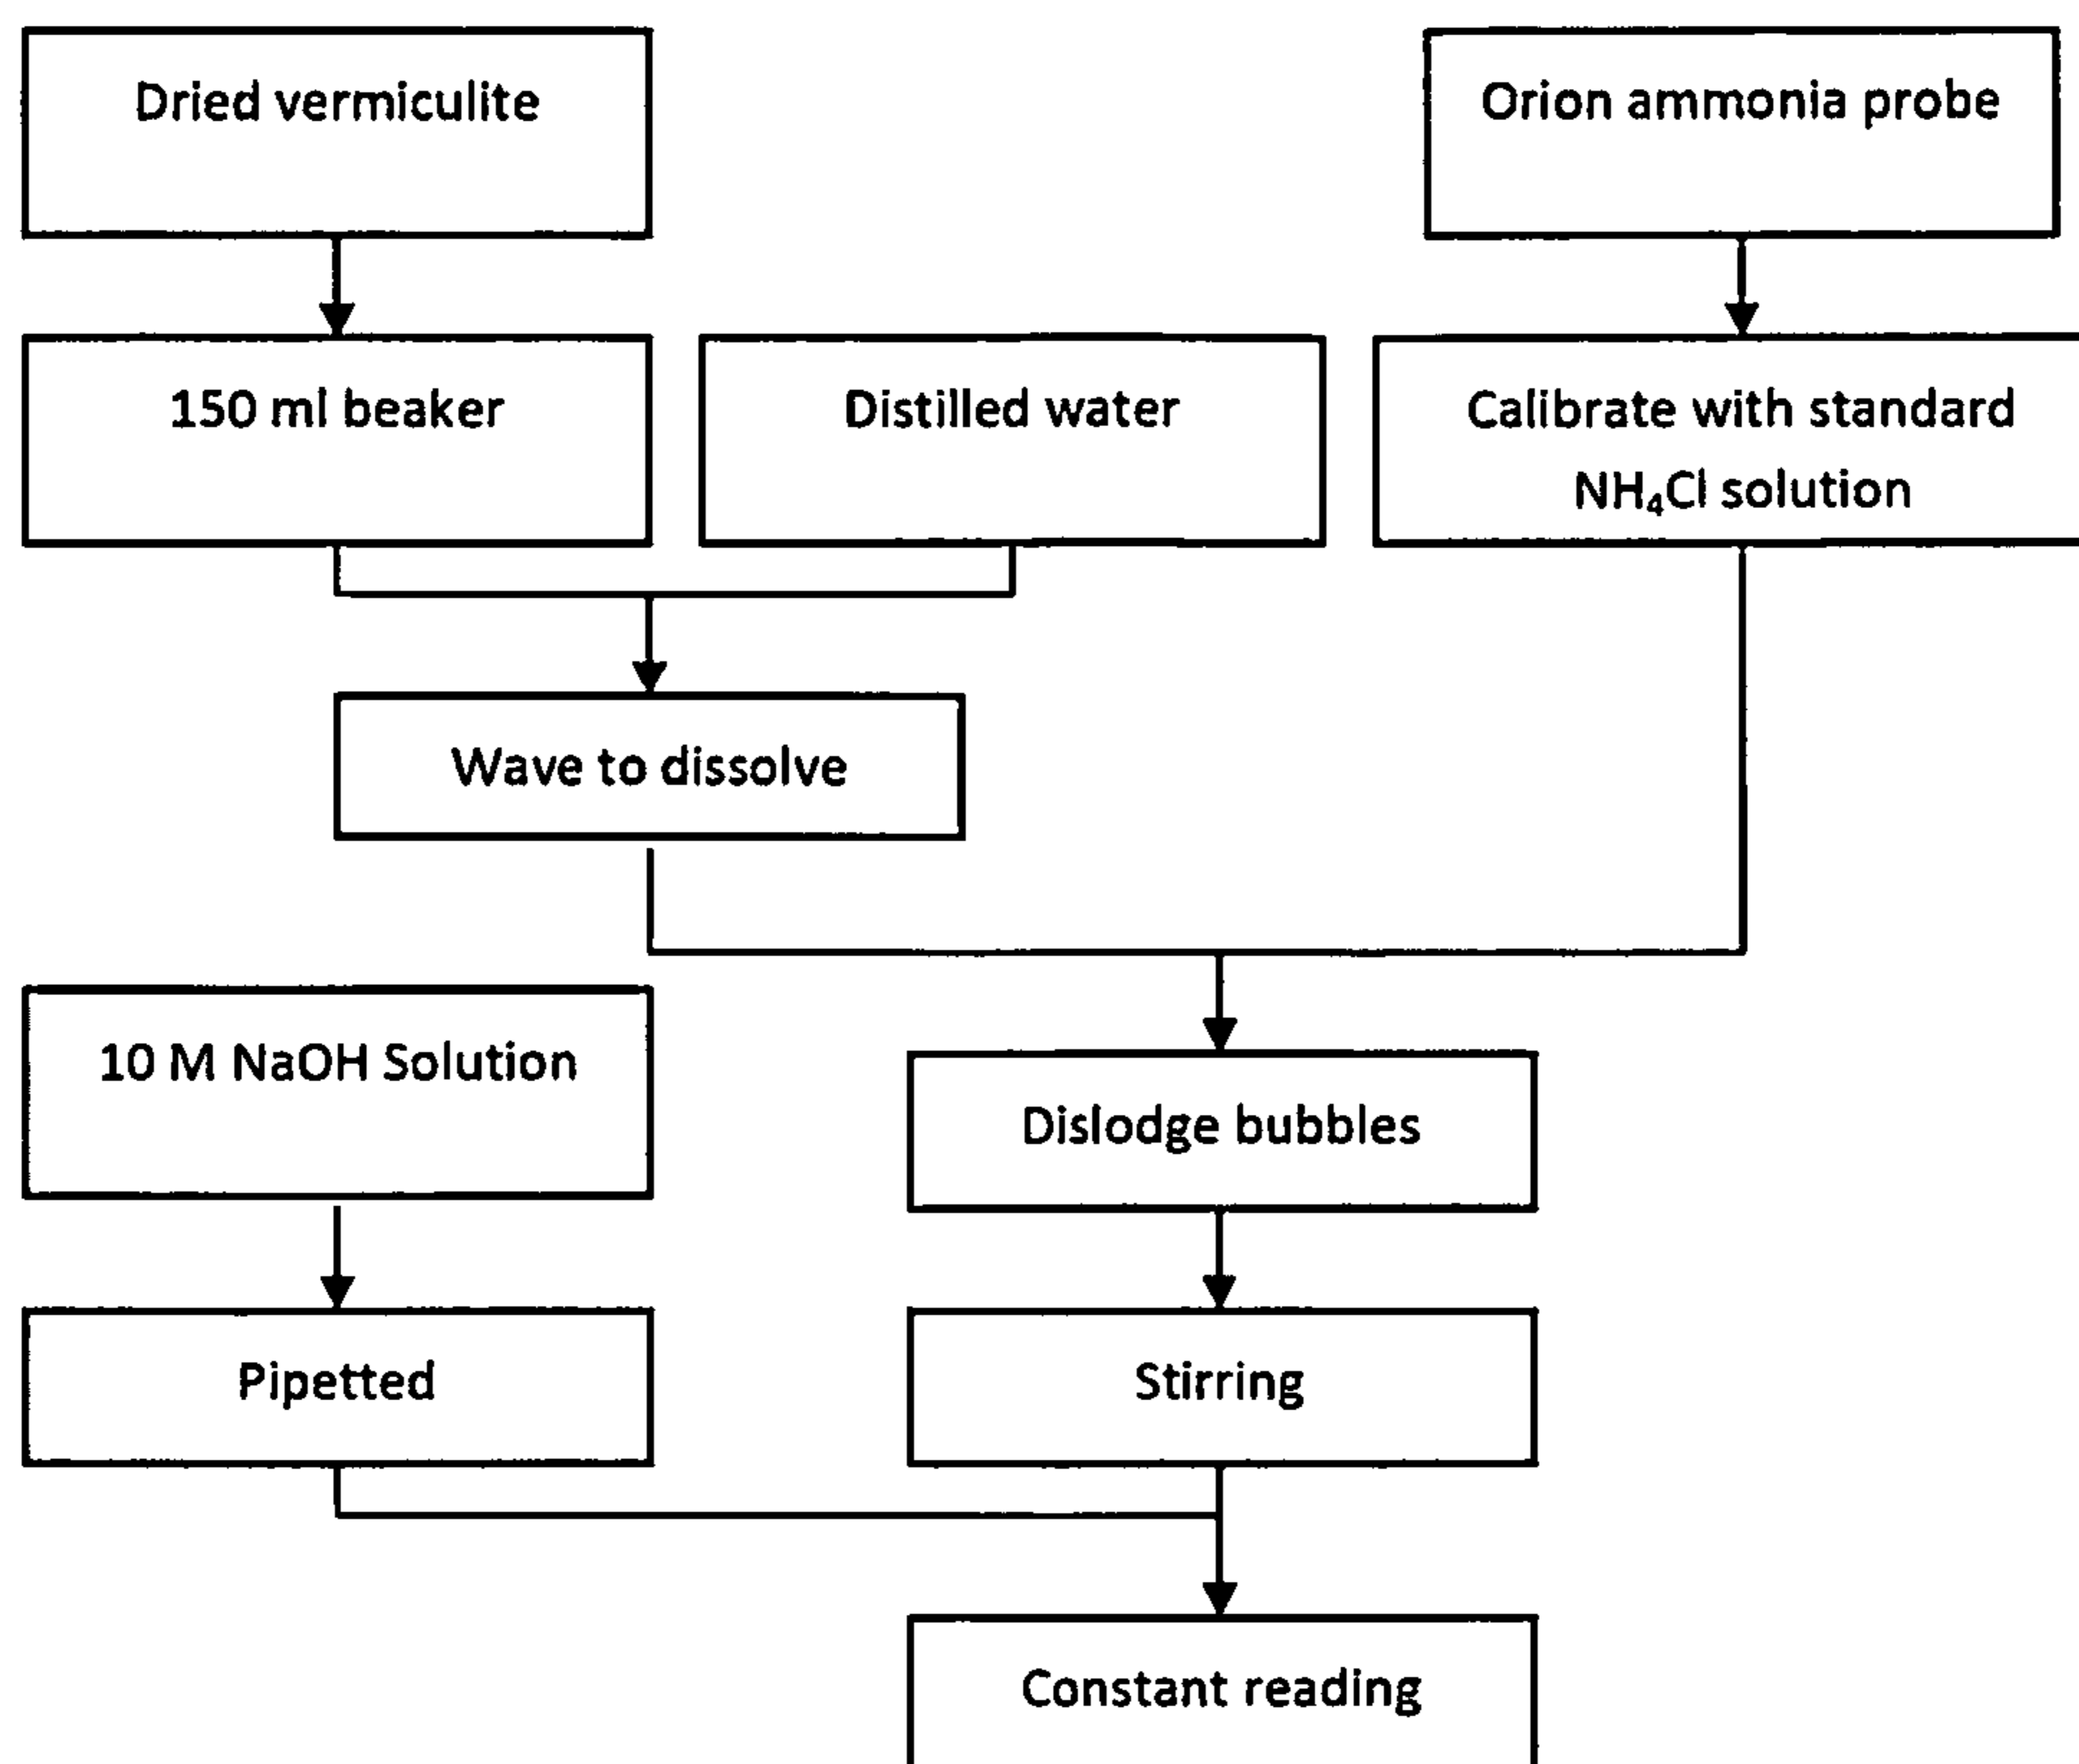 Dried vermiculite
Orion ammonia probe
150 ml beaker
Distilled water
Calibrate with standard
NH₄Cl solution
Wave to dissolve
10 M NaOH Solution
Dislodge bubbles
Pipetted
Stirring
Constant reading